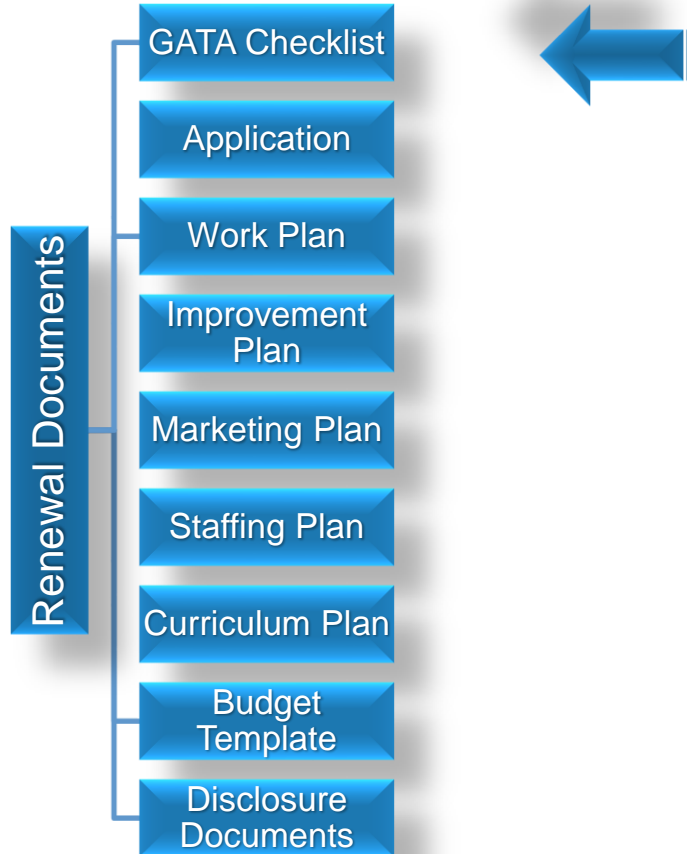 Renewal Documents
GATA Checklist
Application
Work Plan
Improvement
Plan
Marketing Plan
Staffing Plan
Curriculum Plan
Budget
Template
Disclosure
Documents